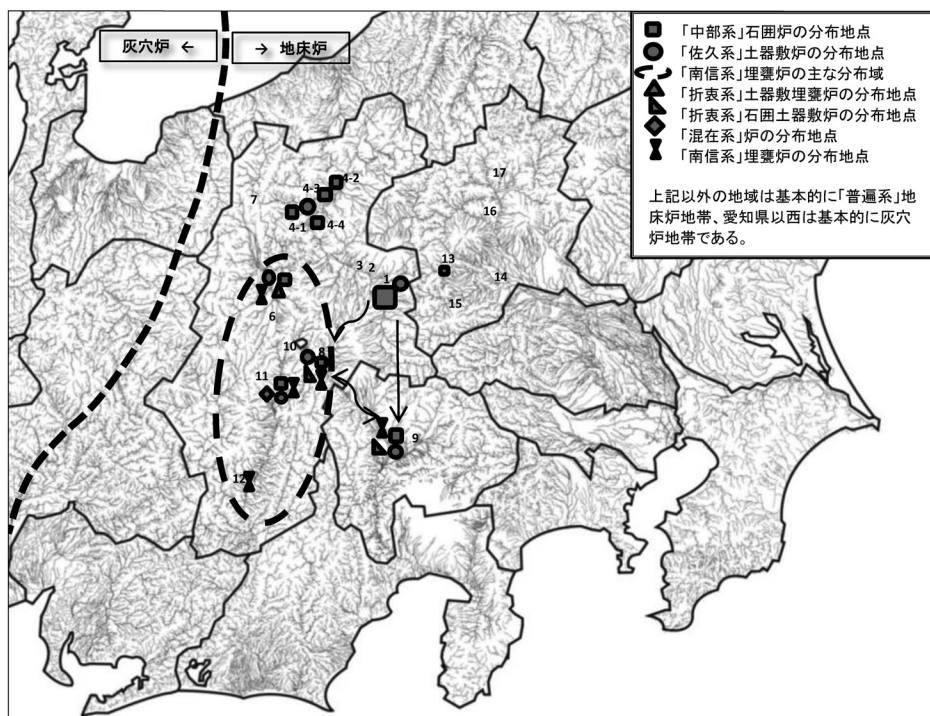 灰穴炉 ←
→ 地床炉
「中部系」石囲炉の分布地点
「佐久系」土器敷炉の分布地点
「南信系」埋甕炉の主な分布域
「折衷系」土器敷埋甕炉の分布地点
「折衷系」石囲土器敷炉の分布地点
「混在系」炉の分布地点
「南信系」埋甕炉の分布地点
上記以外の地域は基本的に「普遍系」地
床炉地帯、愛知県以西は基本的に灰穴
炉地帯である。
17
4-2
4-3
7
16
4-1
4-4
3
2
13
1
14
15
6
10
8
11
9
12